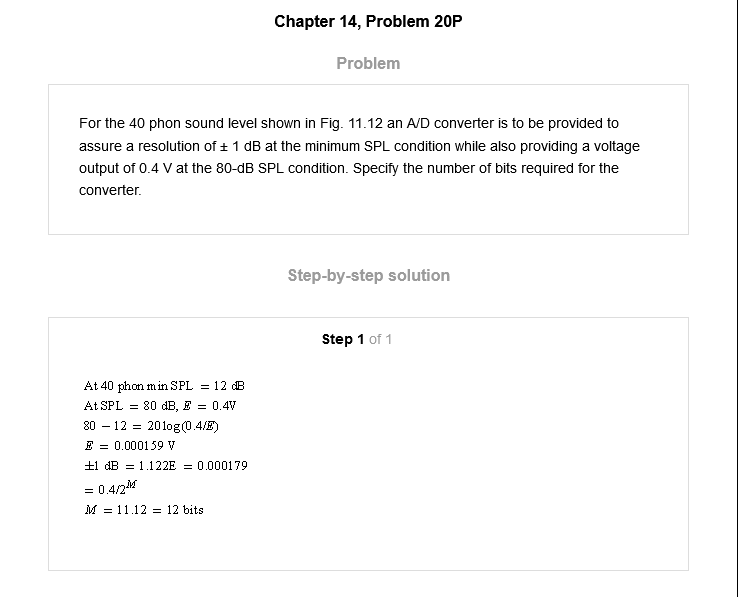 Chapter 14, Problem 20P
Problem
For the 40 phon sound level shown in Fig. 11.12 an A/D converter is to be provided to
assure a resolution of ± 1 dB at the minimum SPL condition while also providing a voltage
output of 0.4 V at the 80-dB SPL condition. Specify the number of bits required for the
converter.
Step-by-step solution
Step 1 of 1
At 40 phon min SPL = 12 dB
At SPL = 80 dB, E = 0.4V
80 − 12 = 20log(0.4/E)
E = 0.000159 V
±1 dB = 1.122E = 0.000179
= 0.4/2^M
M = 11.12 = 12 bits